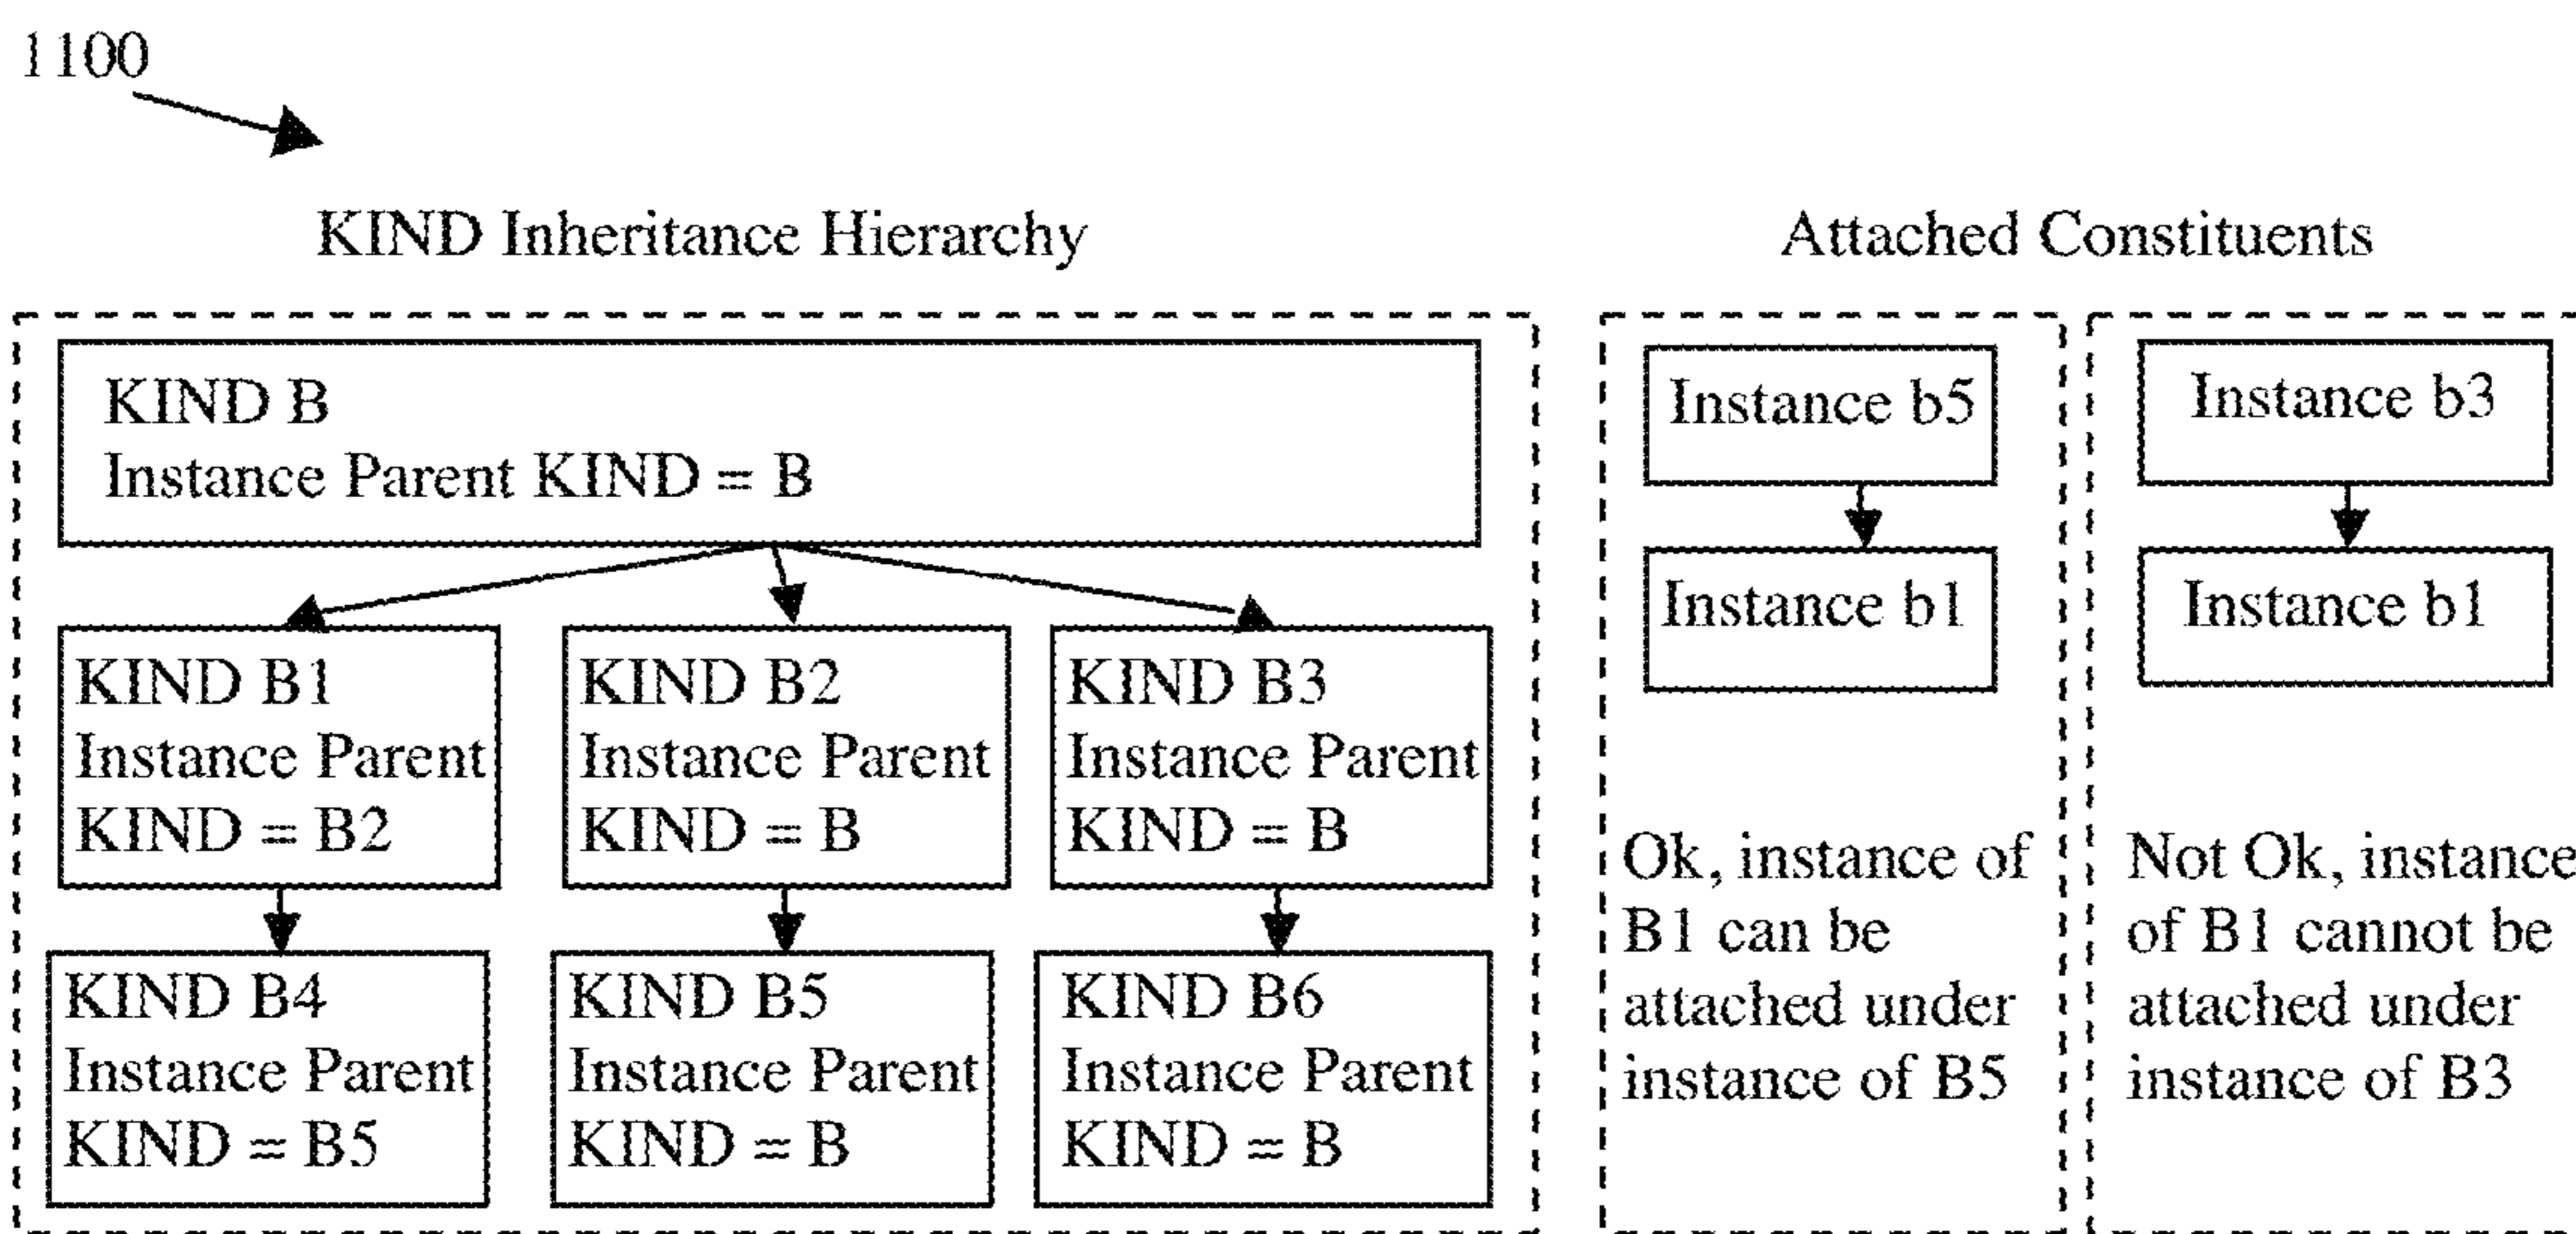 1100
KIND Inheritance Hierarchy
KIND B
Instance Parent KIND = B
KIND B1
Instance Parent
KIND = B2
KIND B2
Instance Parent
KIND = B
KIND B3
Instance Parent
KIND = B
KIND B4
Instance Parent
KIND = B5
KIND B5
Instance Parent
KIND = B
KIND B6
Instance Parent
KIND = B
Attached Constituents
Instance b5
Instance b1
Ok, instance of
B1 can be
attached under
instance of B5
Instance b3
Instance b1
Not Ok, instance
of B1 cannot be
attached under
instance of B3